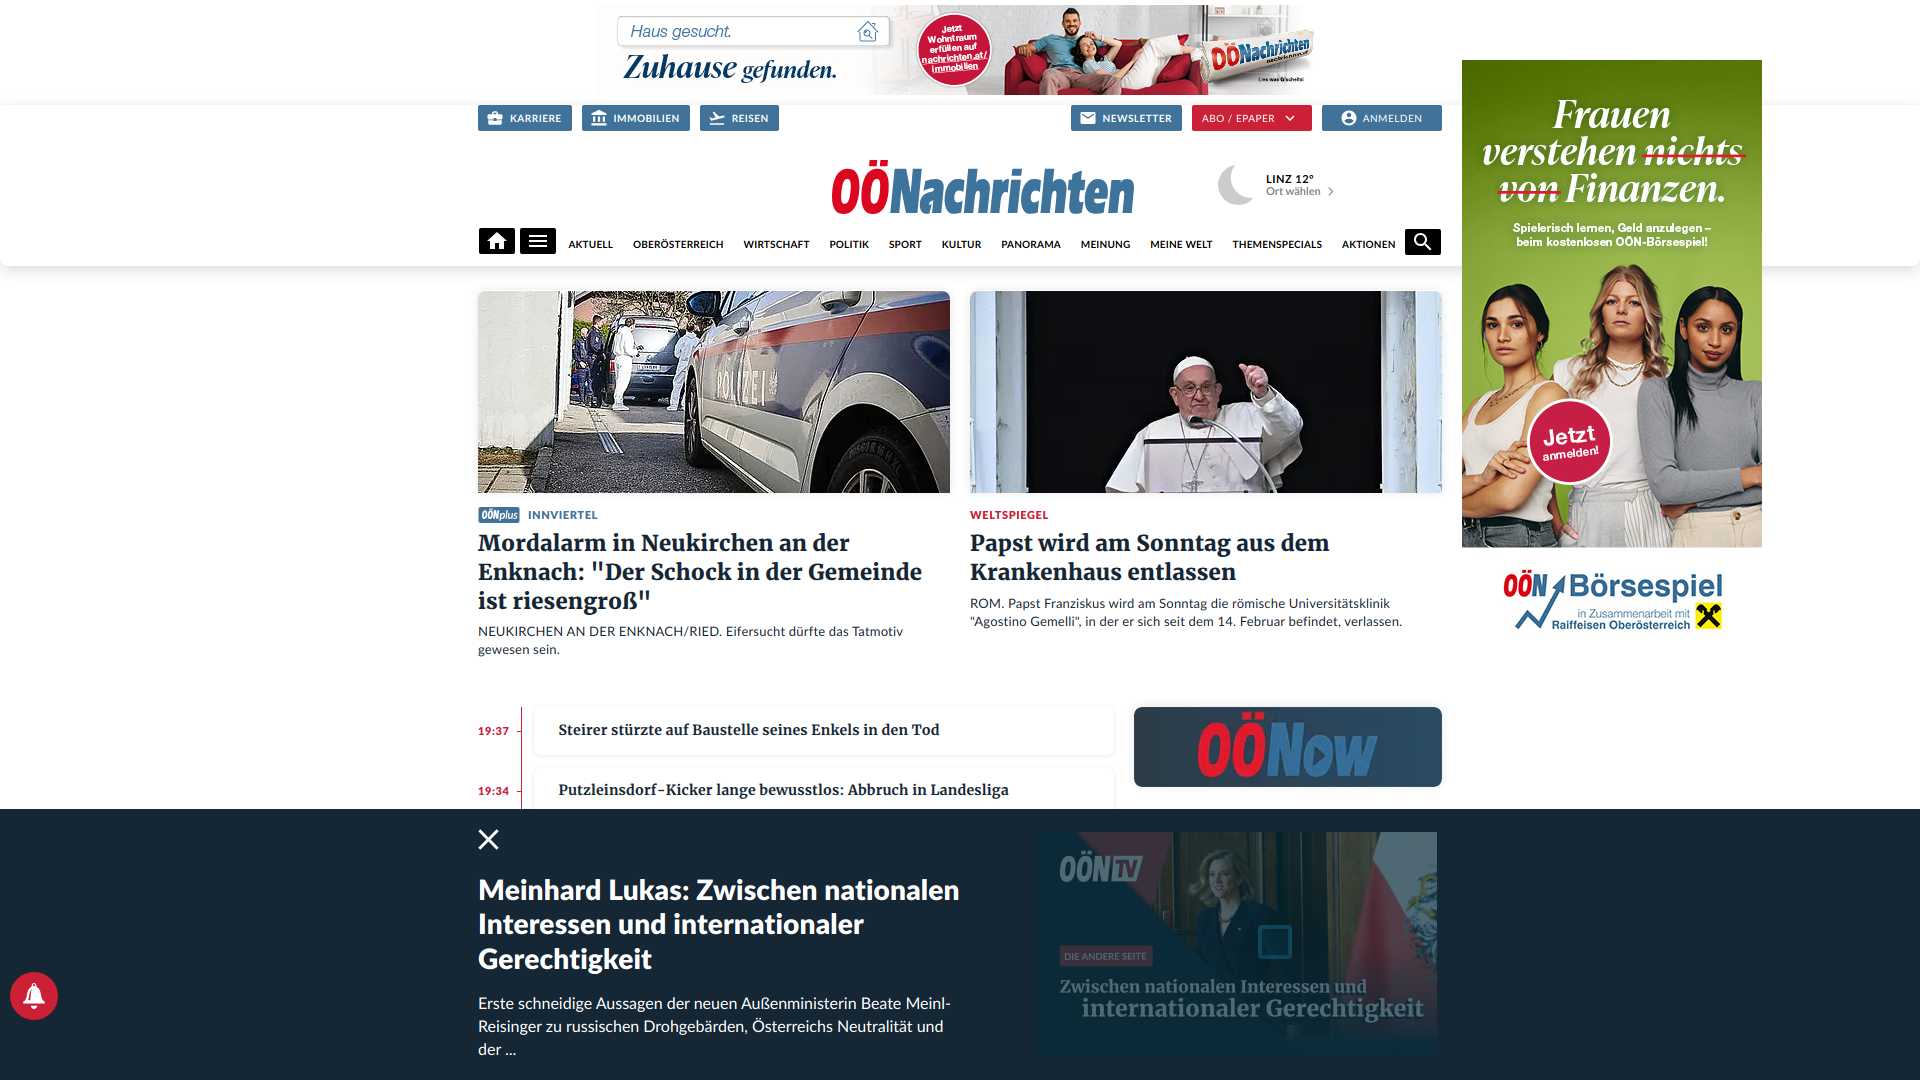 Haus gesucht.
Zuhause gefunden.
Jetzt
Wohntraum
erfüllen auf
nachrichten.at/
immobilien
OÖNachrichten
Lies was G'scheits!
KARRIERE
IMMOBILIEN
REISEN
NEWSLETTER
ABO / EPAPER
ANMELDEN
OÖNachrichten
LINZ 12°
Ort wählen
AKTUELL
OBERÖSTERREICH
WIRTSCHAFT
POLITIK
SPORT
KULTUR
PANORAMA
MEINUNG
MEINE WELT
THEMENSPECIALS
AKTIONEN
Frauen
verstehen nichts
von Finanzen.
Spielerisch lernen, Geld anzulegen –
beim kostenlosen OÖN-Börsespiel!
Jetzt
anmelden!
OÖN Börsespiel
in Zusammenarbeit mit
Raiffeisen Oberösterreich
POLIZEI
OÖNplus INNVIERTEL
Mordalarm in Neukirchen an der
Enknach: "Der Schock in der Gemeinde
ist riesengroß"
NEUKIRCHEN AN DER ENKNACH/RIED. Eifersucht dürfte das Tatmotiv
gewesen sein.
WELTSPIEGEL
Papst wird am Sonntag aus dem
Krankenhaus entlassen
ROM. Papst Franziskus wird am Sonntag die römische Universitätsklinik
"Agostino Gemelli", in der er sich seit dem 14. Februar befindet, verlassen.
19:37 Steirer stürzte auf Baustelle seines Enkels in den Tod
19:34 Putzleinsdorf-Kicker lange bewusstlos: Abbruch in Landesliga
OÖNow
Meinhard Lukas: Zwischen nationalen
Interessen und internationaler
Gerechtigkeit
Erste schneidige Aussagen der neuen Außenministerin Beate Meinl-
Reisinger zu russischen Drohgebärden, Österreichs Neutralität und
der ...
OÖN TV
DIE ANDERE SEITE
Zwischen nationalen Interessen und
internationaler Gerechtigkeit